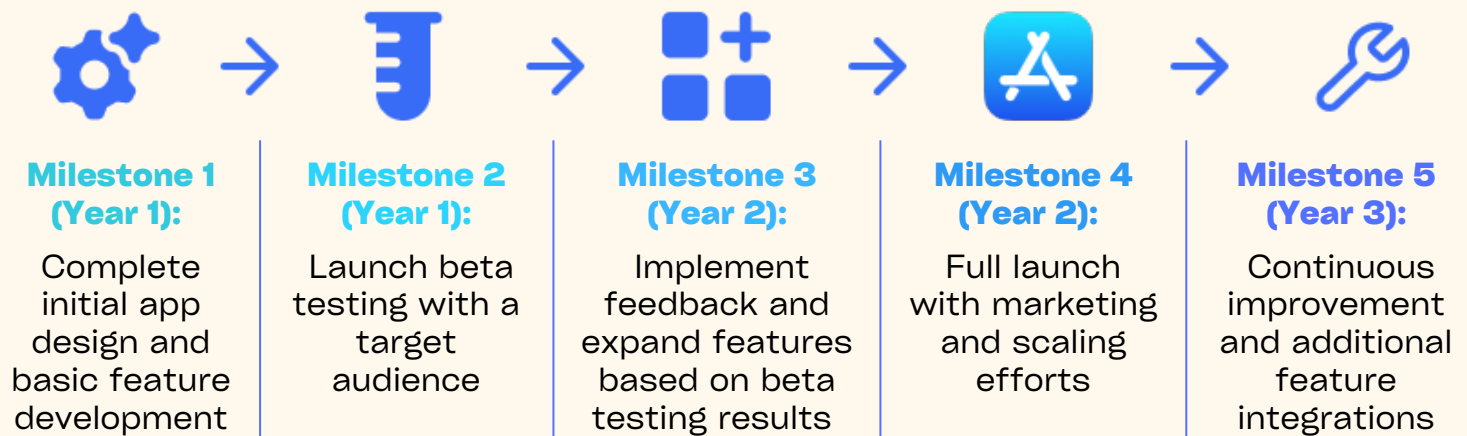 Milestone 1
(Year 1):
Complete
initial app
design and
basic feature
development
Milestone 2
(Year 1):
Launch beta
testing with a
target
audience
Milestone 3
(Year 2):
Implement
feedback and
expand features
based on beta
testing results
Milestone 4
(Year 2):
Full launch
with marketing
and scaling
efforts
Milestone 5
(Year 3):
Continuous
improvement
and additional
feature
integrations